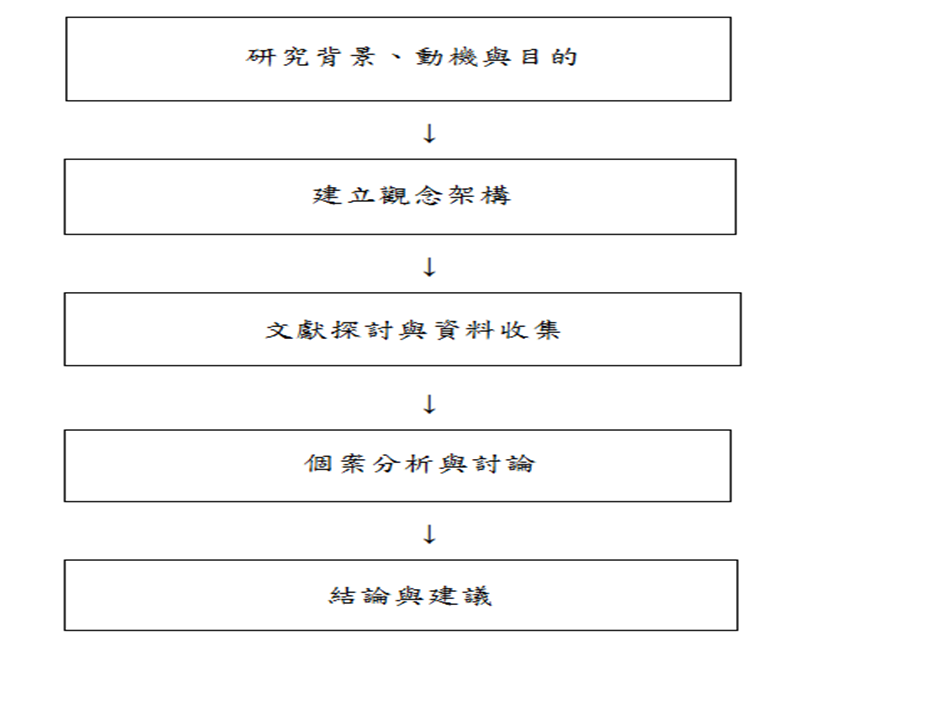 研究背景、動機與目的
↓
建立觀念架構
↓
文獻探討與資料收集
↓
個案分析與討論
↓
結論與建議